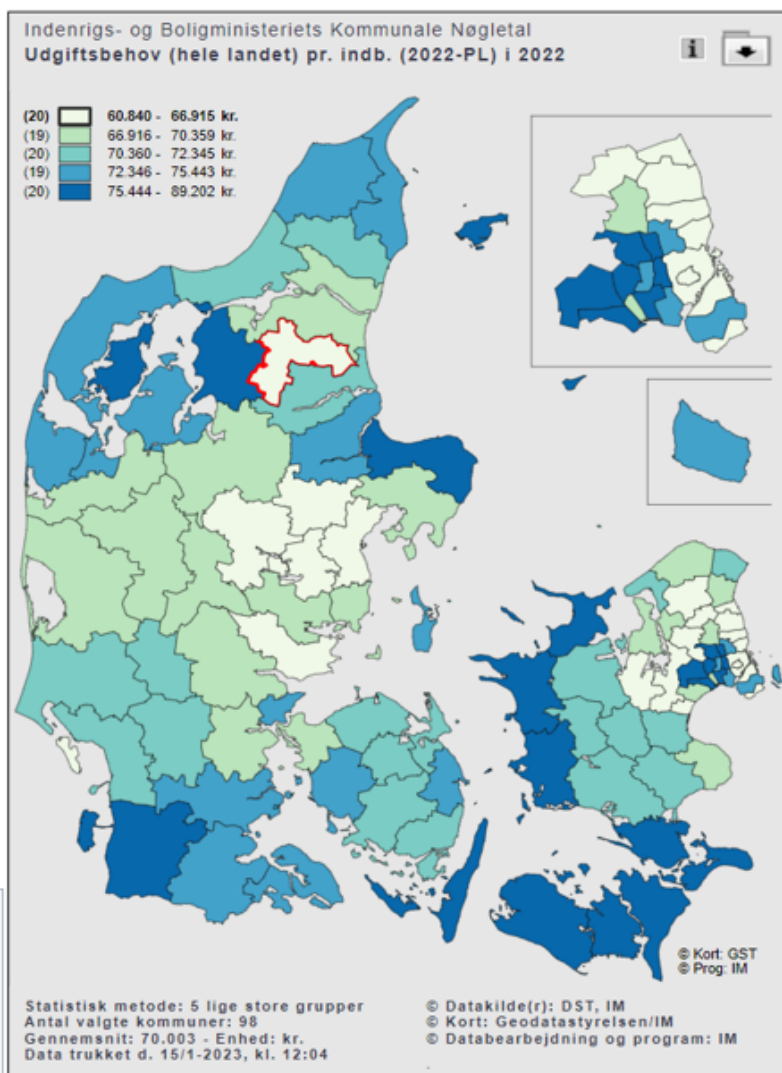 Indenrigs- og Boligministeriets Kommunale Nøgletal
Udgiftsbehov (hele landet) pr. indb. (2022-PL) i 2022
i
(20) 60.840 - 66.915 kr.
(19) 66.916 - 70.359 kr.
(20) 70.360 - 72.345 kr.
(19) 72.346 - 75.443 kr.
(20) 75.444 - 89.202 kr.
© Kort: GST
© Prog: IM
Statistisk metode: 5 lige store grupper
Antal valgte kommuner: 98
Gennemsnit: 70.003 - Enhed: kr.
Data trukket d. 15/1-2023, kl. 12:04
© Datakilde(r): DST, IM
© Kort: Geodatastyrelsen/IM
© Databearbejdning og program: IM